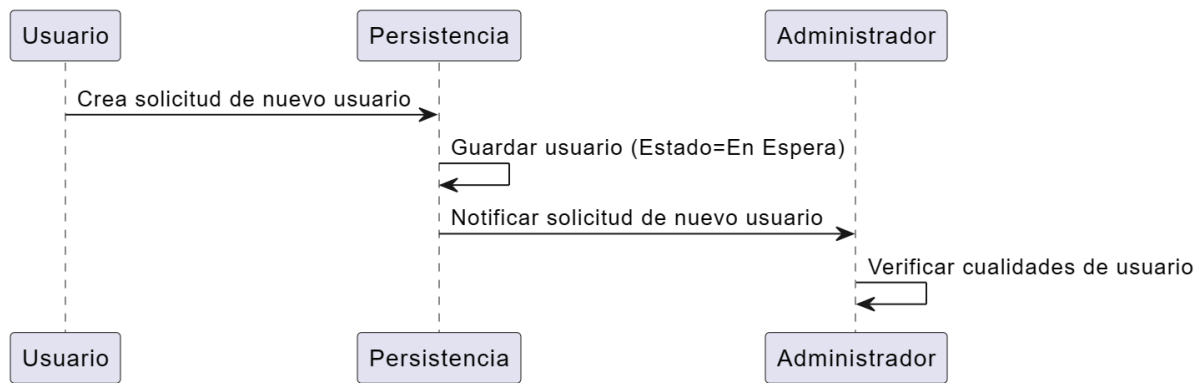 Usuario Persistencia Administrador
Crea solicitud de nuevo usuario
Guardar usuario (Estado=En Espera)
Notificar solicitud de nuevo usuario
Verificar cualidades de usuario
Usuario Persistencia Administrador